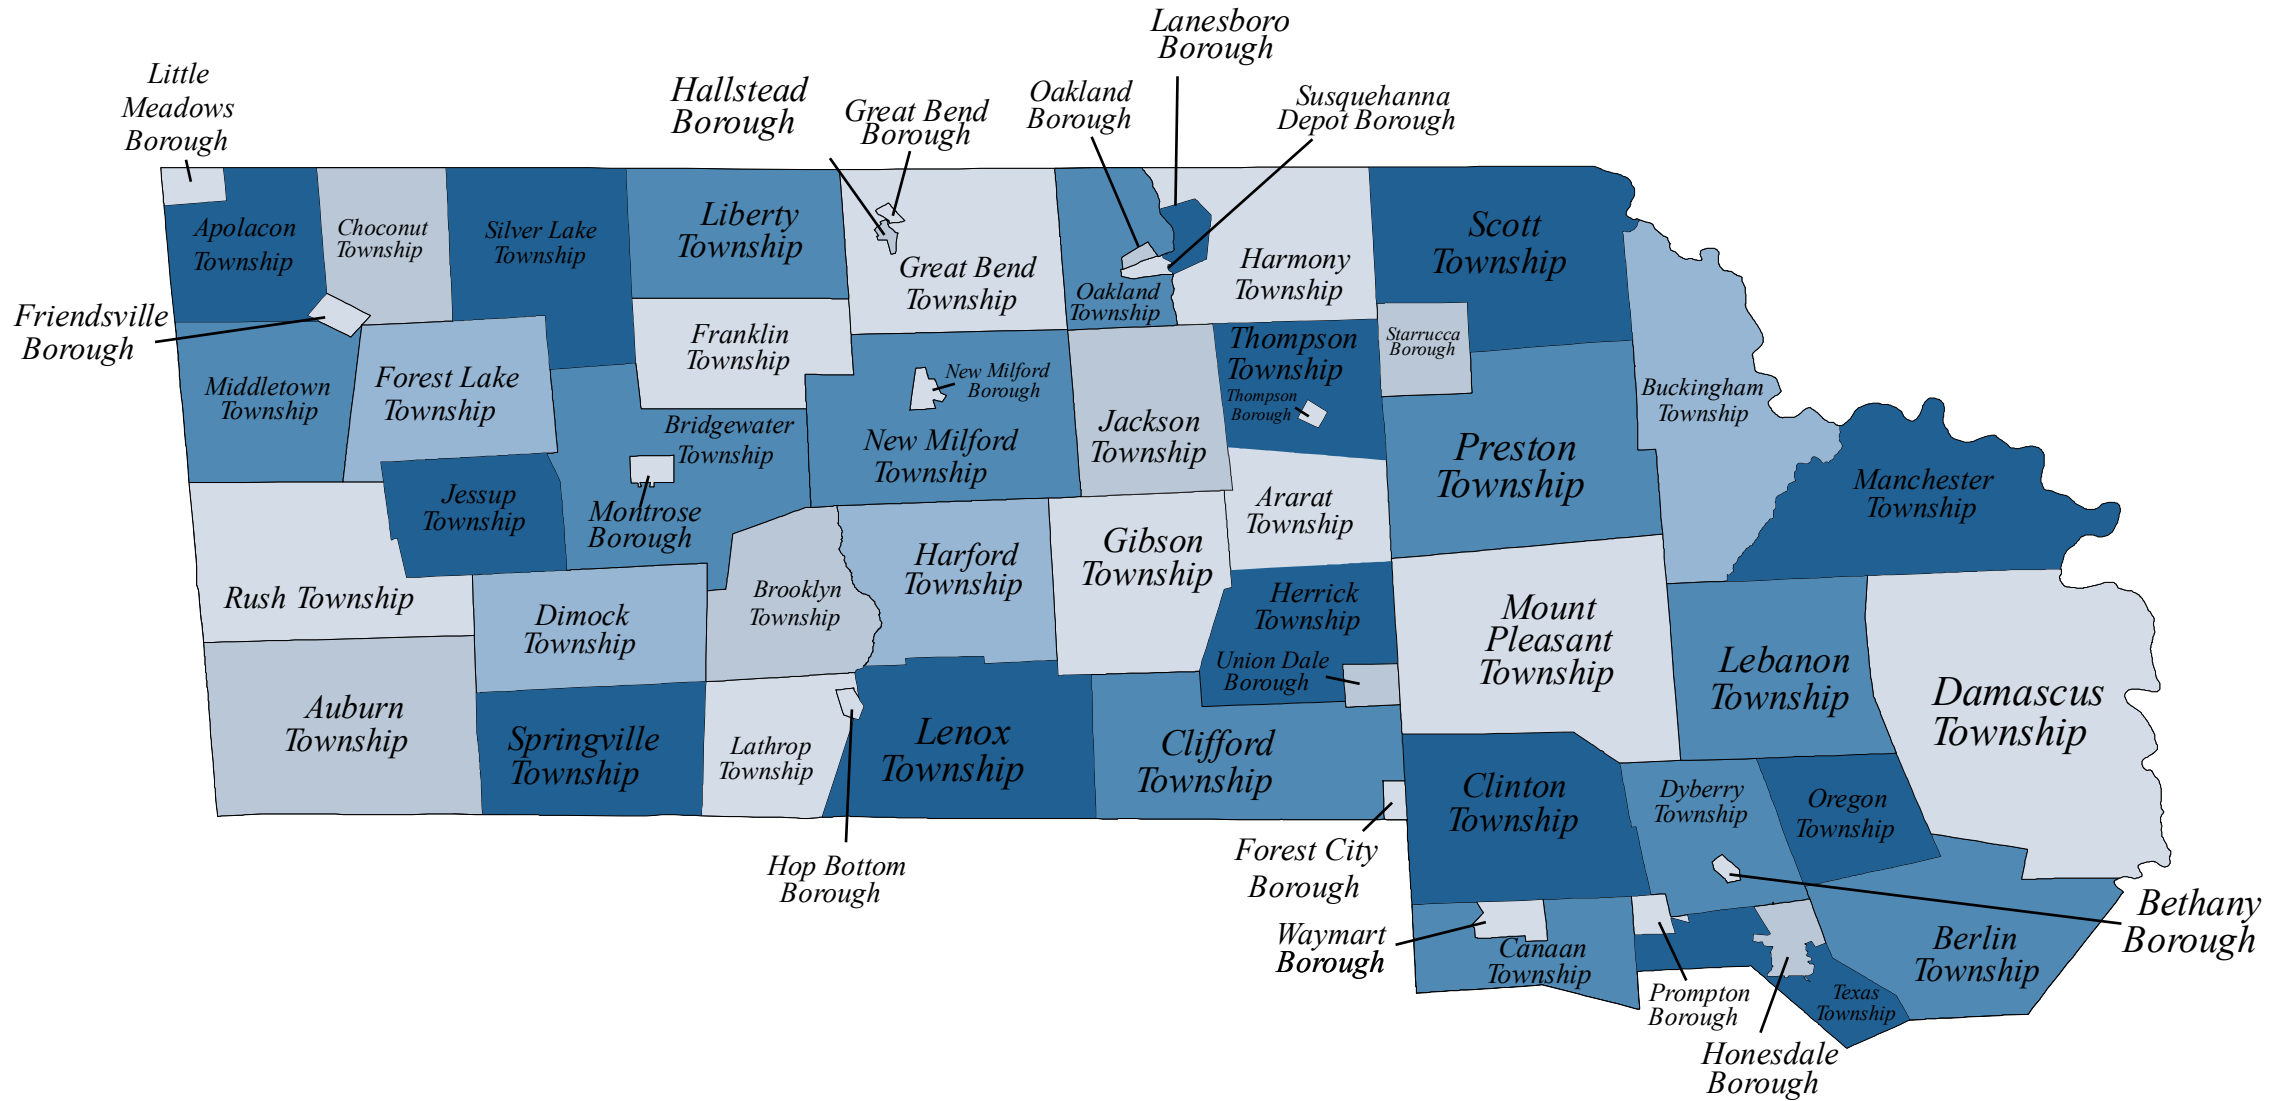 Lanesboro
Borough
Little
Meadows
Borough
Hallstead
Borough
Great Bend
Borough
Oakland
Borough
Susquehanna
Depot Borough
Apolacon
Township
Choconut
Township
Silver Lake
Township
Liberty
Township
Great Bend
Township
Oakland
Township
Harmony
Township
Scott
Township
Friendsville
Borough
Middletown
Township
Forest Lake
Township
Franklin
Township
New Milford
Borough
New Milford
Township
Jackson
Township
Thompson
Township
Thompson
Borough
Starrucca
Borough
Buckingham
Township
Preston
Township
Manchester
Township
Jessup
Township
Bridgewater
Township
Montrose
Borough
Ararat
Township
Rush Township
Dimock
Township
Brooklyn
Township
Harford
Township
Gibson
Township
Herrick
Township
Union Dale
Borough
Mount
Pleasant
Township
Lebanon
Township
Damascus
Township
Auburn
Township
Springville
Township
Lathrop
Township
Lenox
Township
Clifford
Township
Clinton
Township
Dyberry
Township
Oregon
Township
Hop Bottom
Borough
Forest City
Borough
Waymart
Borough
Canaan
Township
Bethany
Borough
Berlin
Township
Prompton
Borough
Texas
Township
Honesdale
Borough